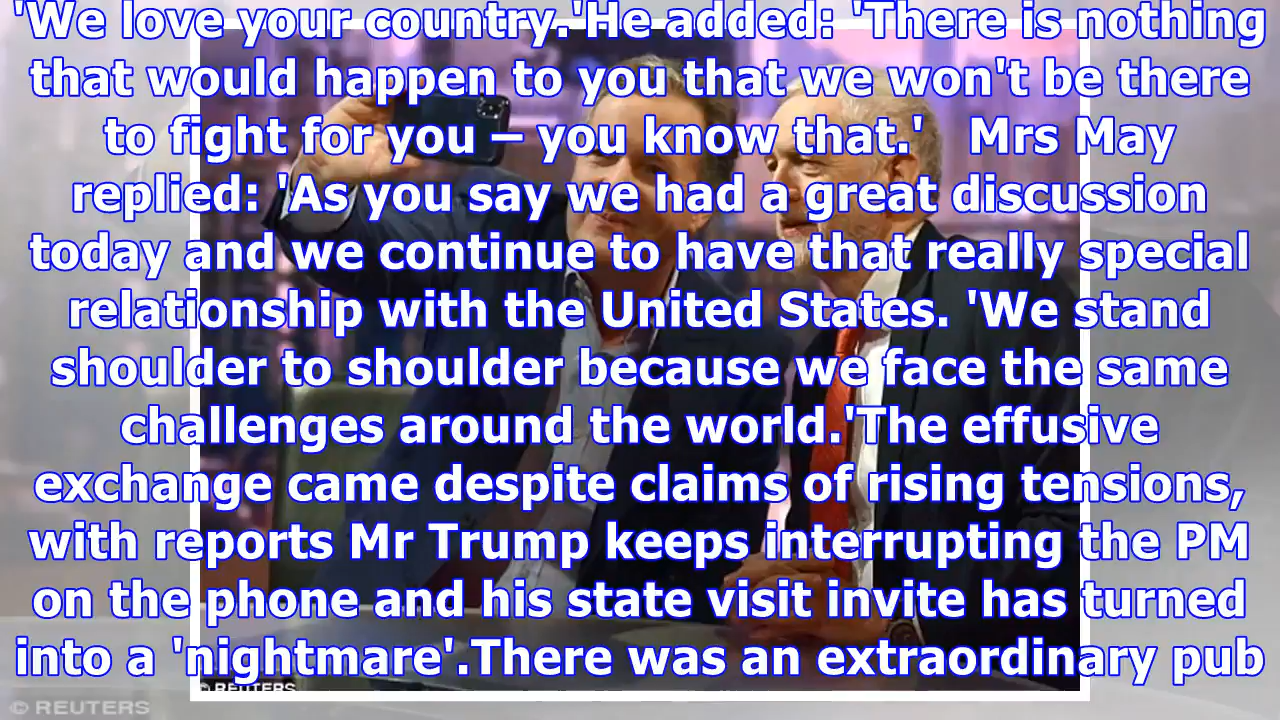 'We love your country.'He added: 'There is nothing
that would happen to you that we won't be there
to fight for you – you know that.'   Mrs May
replied: 'As you say we had a great discussion
today and we continue to have that really special
relationship with the United States. 'We stand
shoulder to shoulder because we face the same
challenges around the world.'The effusive
exchange came despite claims of rising tensions,
with reports Mr Trump keeps interrupting the PM
on the phone and his state visit invite has turned
into a 'nightmare'.There was an extraordinary pub
© REUTERS
© REUTERS